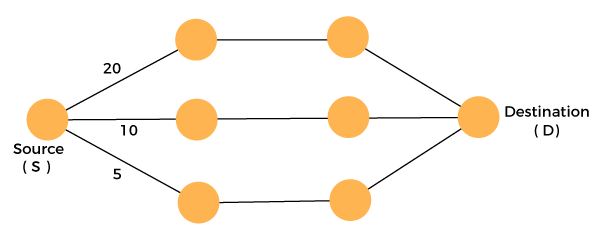 20
10
Source
( S )
5
Destination
( D )